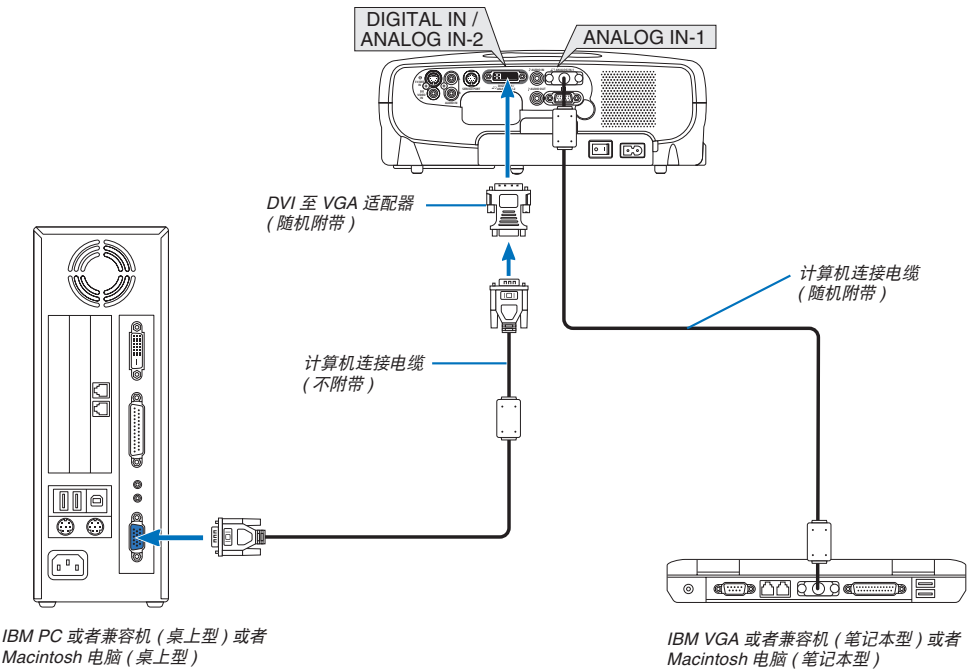 DIGITAL IN /
ANALOG IN-2
ANALOG IN-1
DVI 至 VGA 适配器
( 随机附带 )
计算机连接电缆
( 随机附带 )
计算机连接电缆
( 不附带 )
IBM PC 或者兼容机 ( 桌上型 ) 或者
Macintosh 电脑 ( 桌上型 )
IBM VGA 或者兼容机 ( 笔记本型 ) 或者
Macintosh 电脑 ( 笔记本型 )